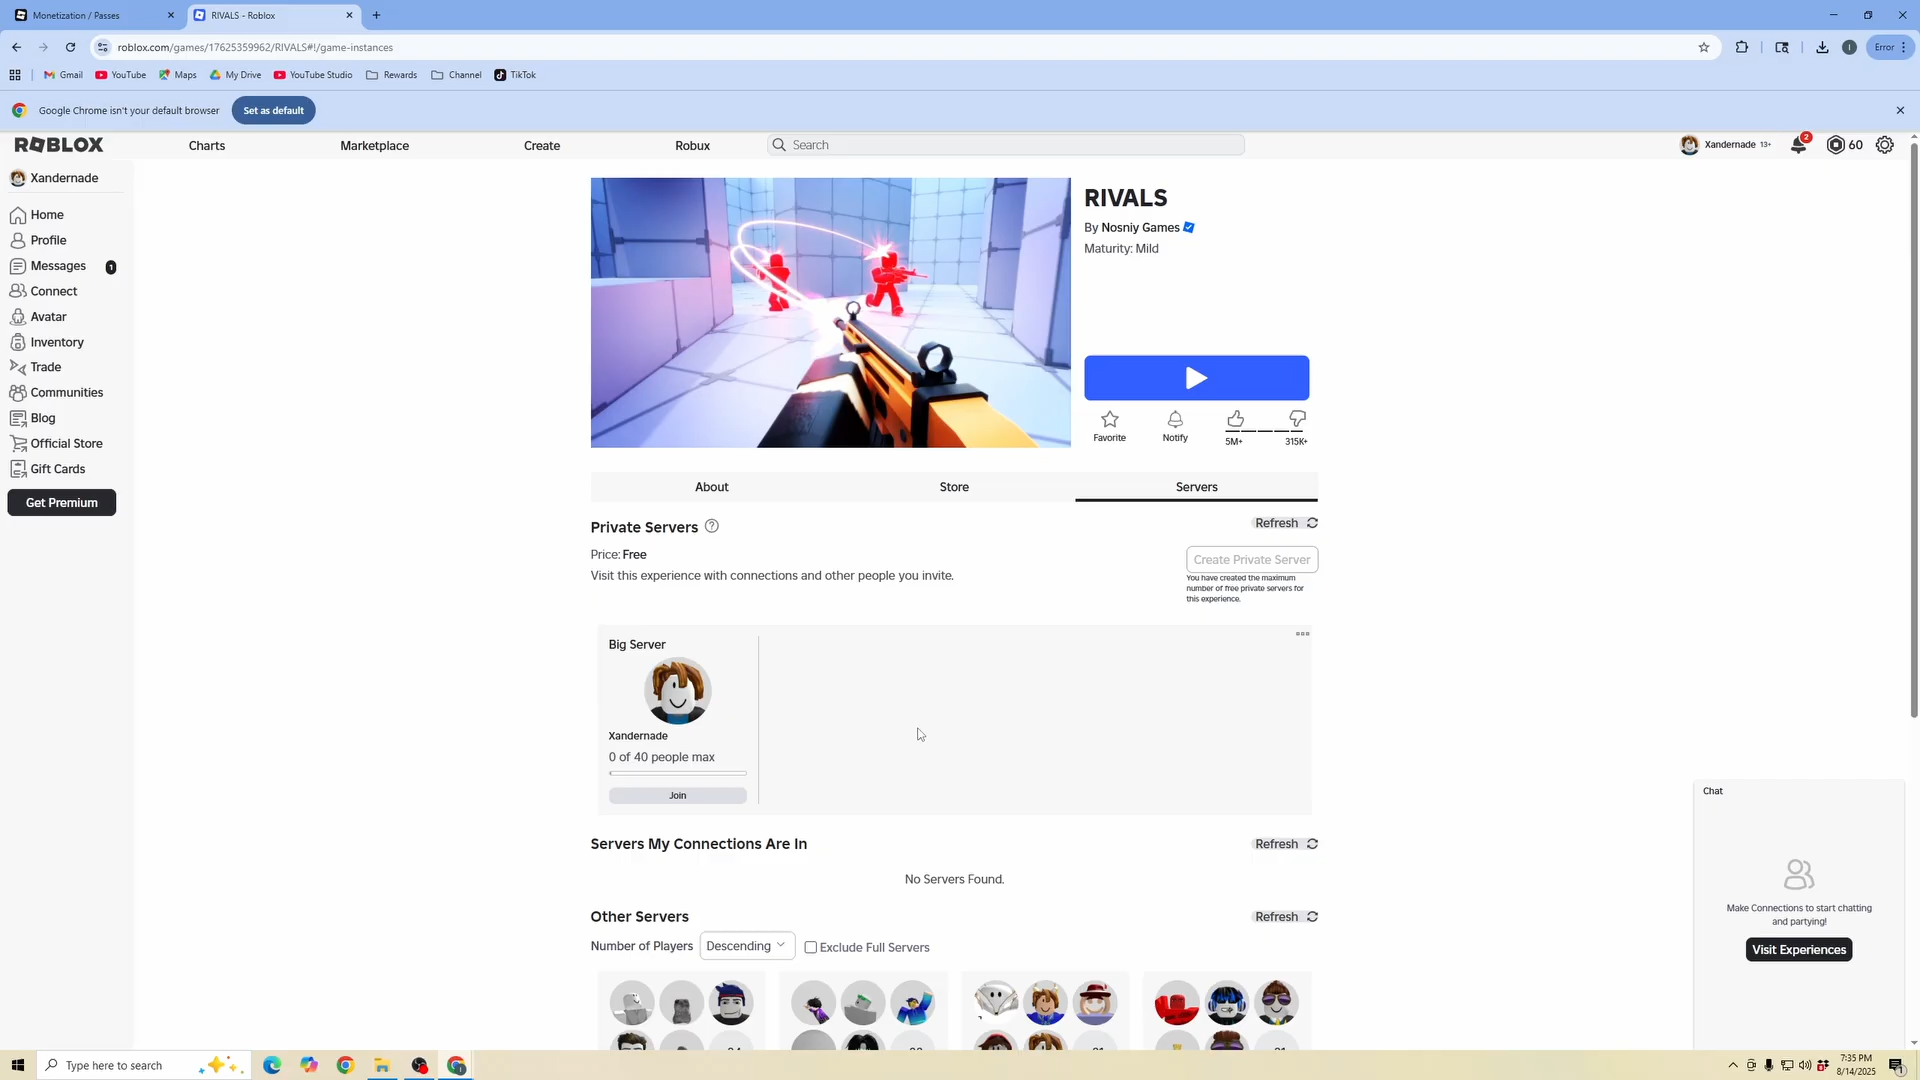 Monetization / Passes
RIVALS - Roblox
roblox.com/games/17625359962/RIVALS#!/game-instances
Error
Gmail
YouTube
Maps
My Drive
YouTube Studio
Rewards
Channel
TikTok
Google Chrome isn't your default browser
Set as default
ROBLOX
Charts
Marketplace
Create
Robux
Search
Xandernade 13+
2
60
Xandernade
Home
Profile
Messages
1
Connect
Avatar
Inventory
Trade
Communities
Blog
Official Store
Gift Cards
Get Premium
RIVALS
By Nosniy Games
Maturity: Mild
Favorite
Notify
5M+
315K+
About
Store
Servers
Private Servers
Refresh
Price: Free
Visit this experience with connections and other people you invite.
Create Private Server
You have created the maximum
number of free private servers for
this experience.
Big Server
Xandernade
0 of 40 people max
Join
Servers My Connections Are In
Refresh
No Servers Found.
Other Servers
Refresh
Number of Players
Descending
Exclude Full Servers
Chat
Make Connections to start chatting
and partying!
Visit Experiences
Type here to search
7:35 PM
8/14/2025
1